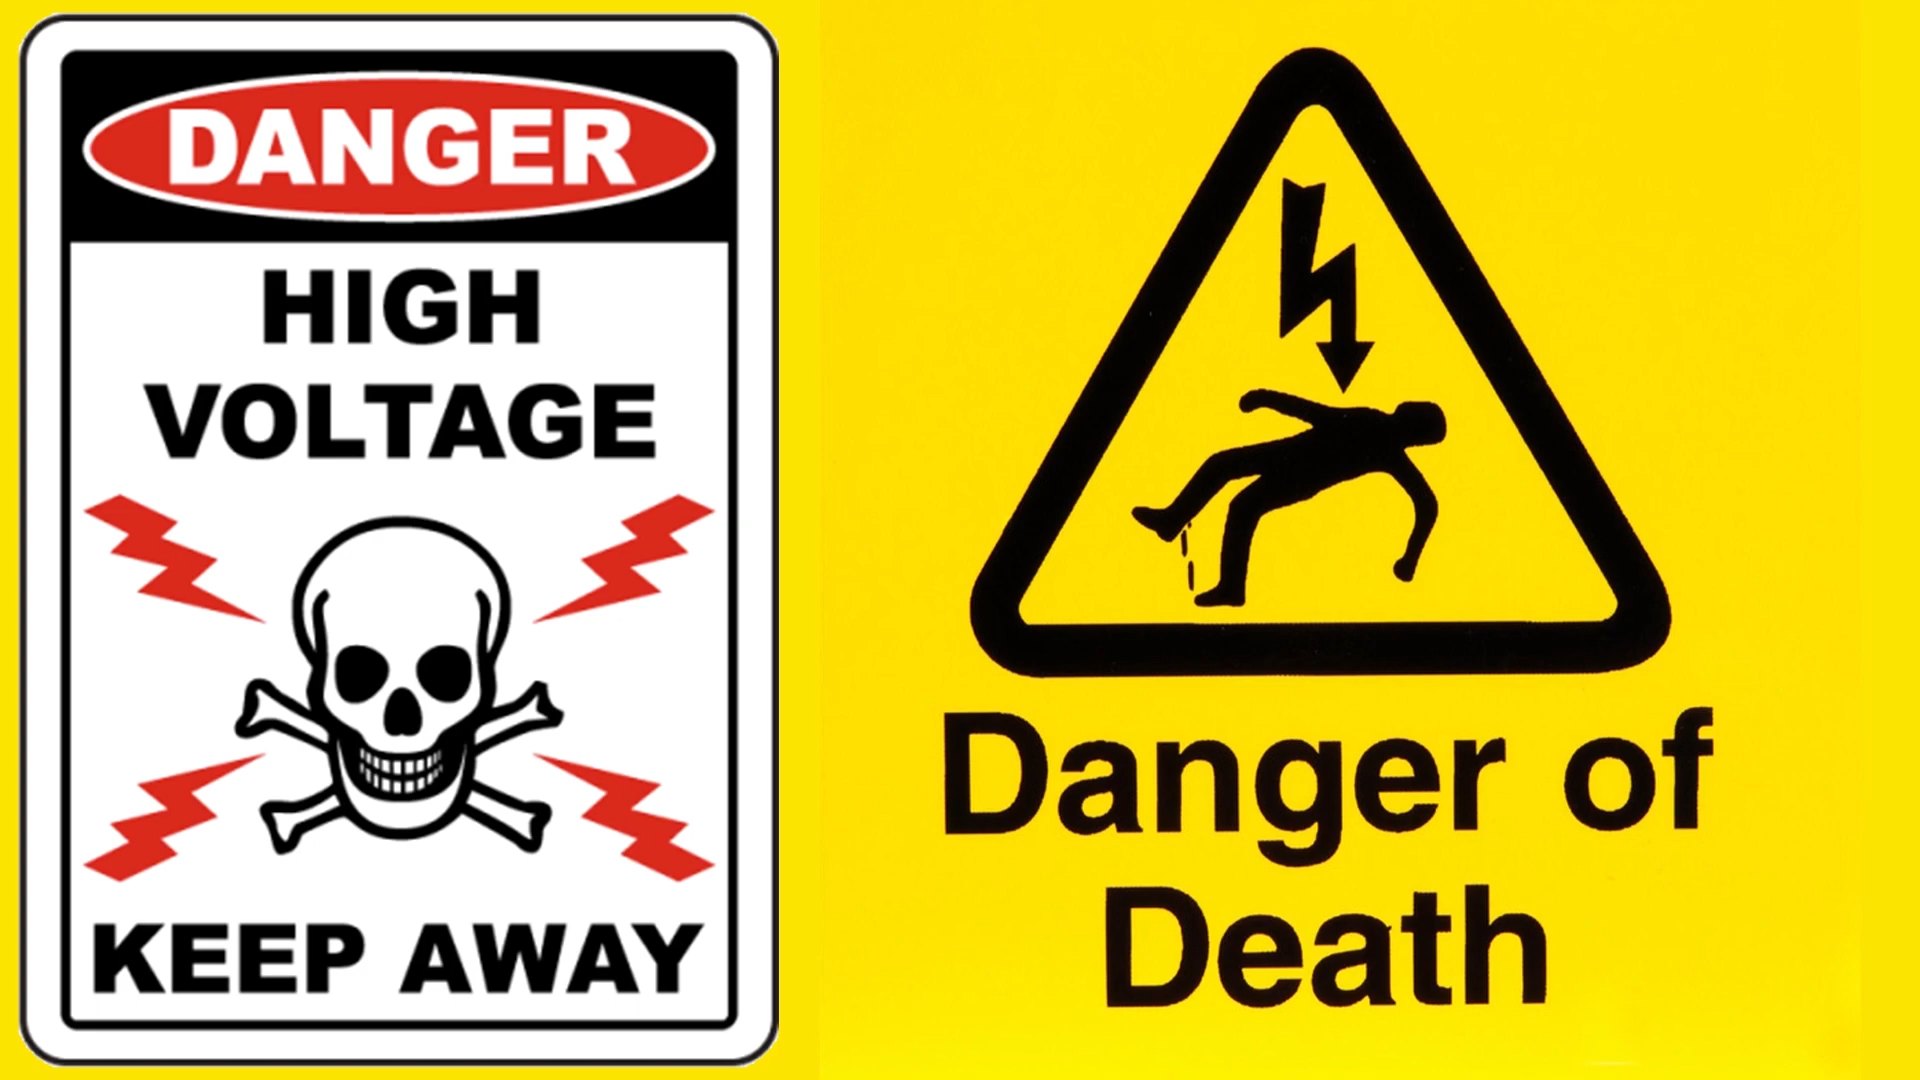 DANGER
HIGH
VOLTAGE
KEEP AWAY
Danger of
Death